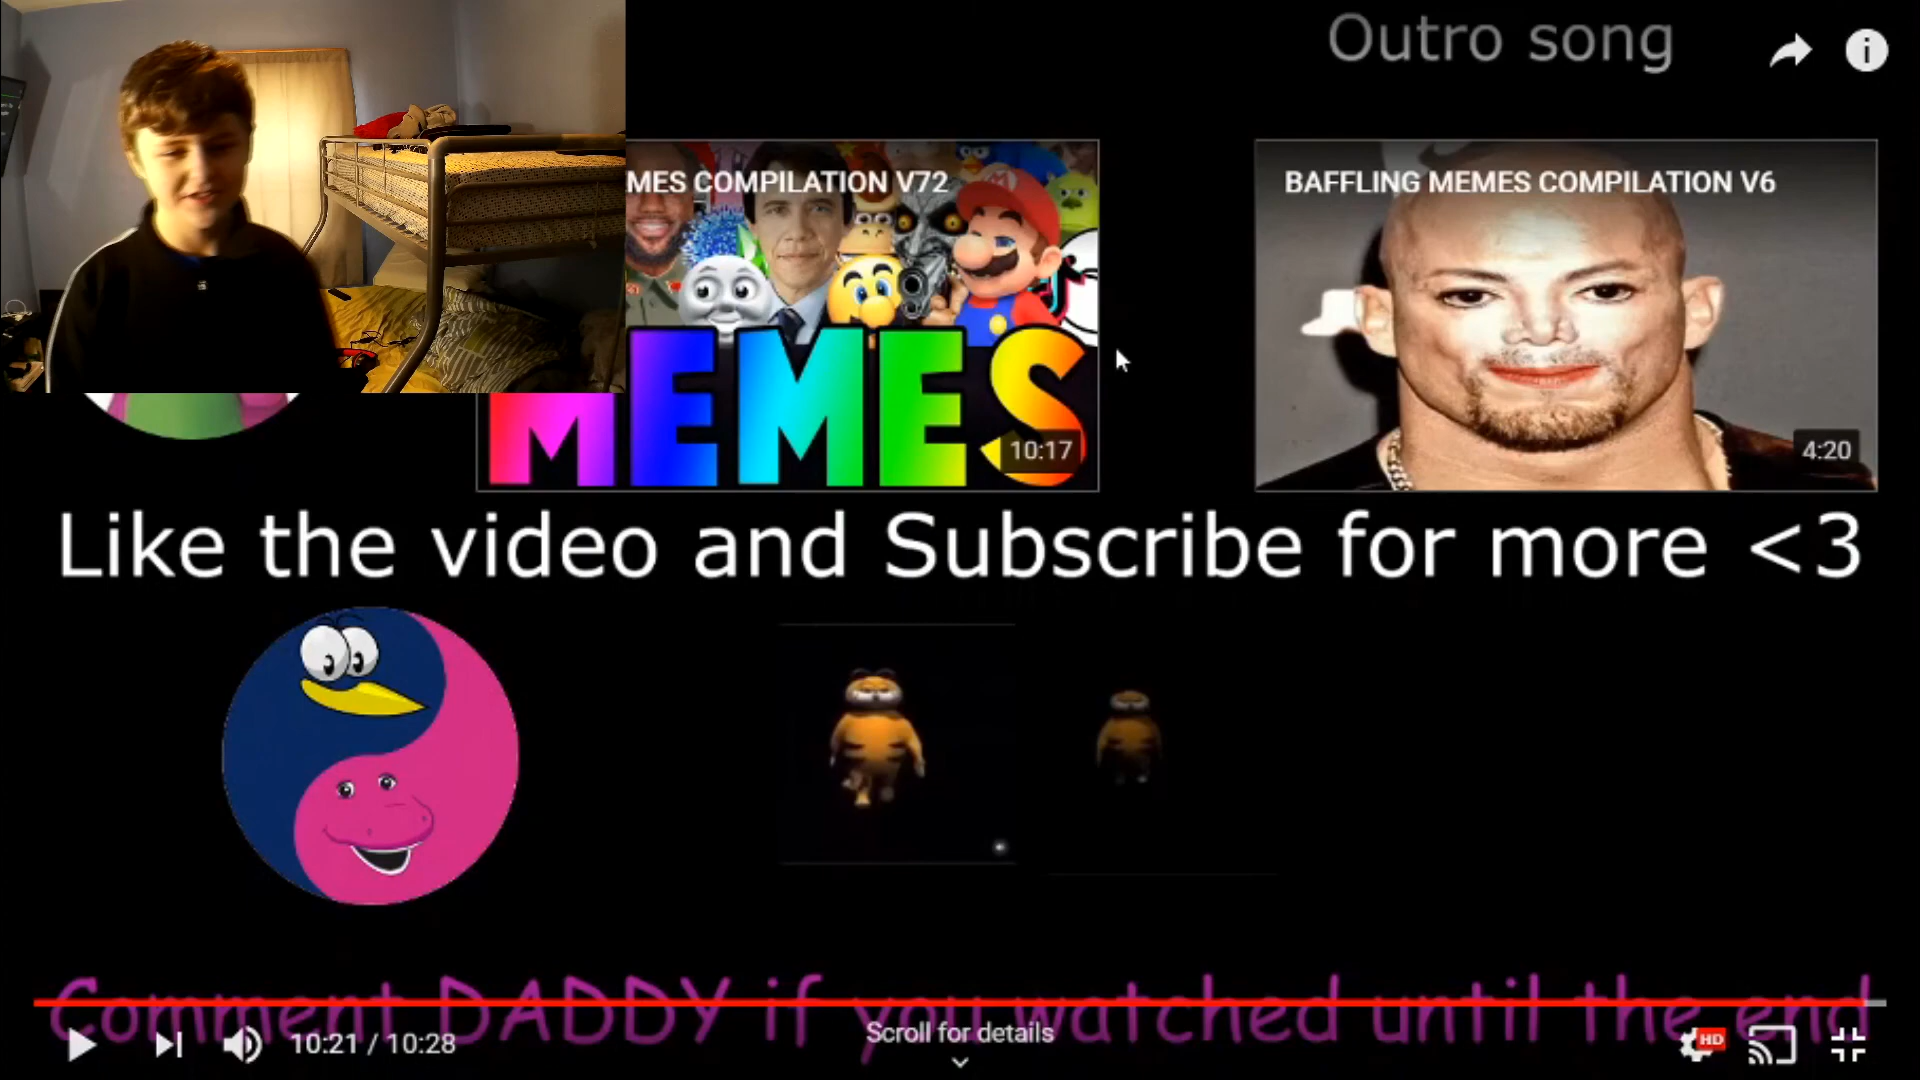 Outro song
MES COMPILATION V72
BAFFLING MEMES COMPILATION V6
MEMES
10:17
4:20
Like the video and Subscribe for more <3
Comment DADDY if you watched until the end
Scroll for details
10:21 / 10:28
HD